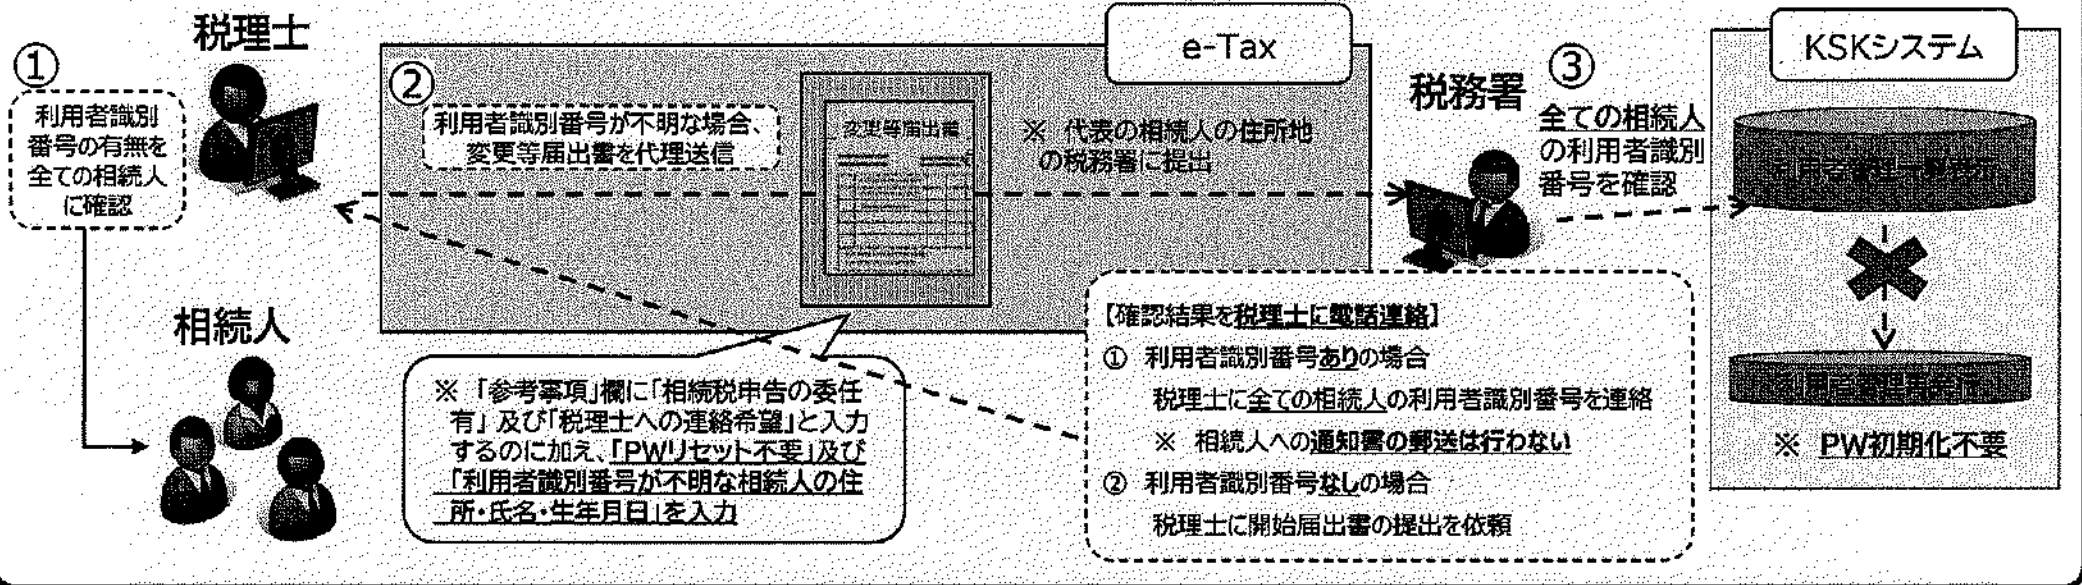 税理士
①
利用者識別
番号の有無を
全ての相続人
に確認
相続人
e-Tax
②
利用者識別番号が不明な場合、
変更等届出書を代理送信
変更等届出書
※ 代表の相続人の住所地
の税務署に提出
※ 「参考事項」欄に「相続税申告の委任
有」及び「税理士への連絡希望」と入力
するのに加え、「PWリセット不要」及び
「利用者識別番号が不明な相続人の住
所・氏名・生年月日」を入力
税務署
③
全ての相続人
の利用者識別
番号を確認
【確認結果を税理士に電話連絡】
① 利用者識別番号ありの場合
税理士に全ての相続人の利用者識別番号を連絡
※ 相続人への通知書の郵送は行わない
② 利用者識別番号なしの場合
税理士に開始届出書の提出を依頼
KSKシステム
利用者管理一覧表示
※ PW初期化不要